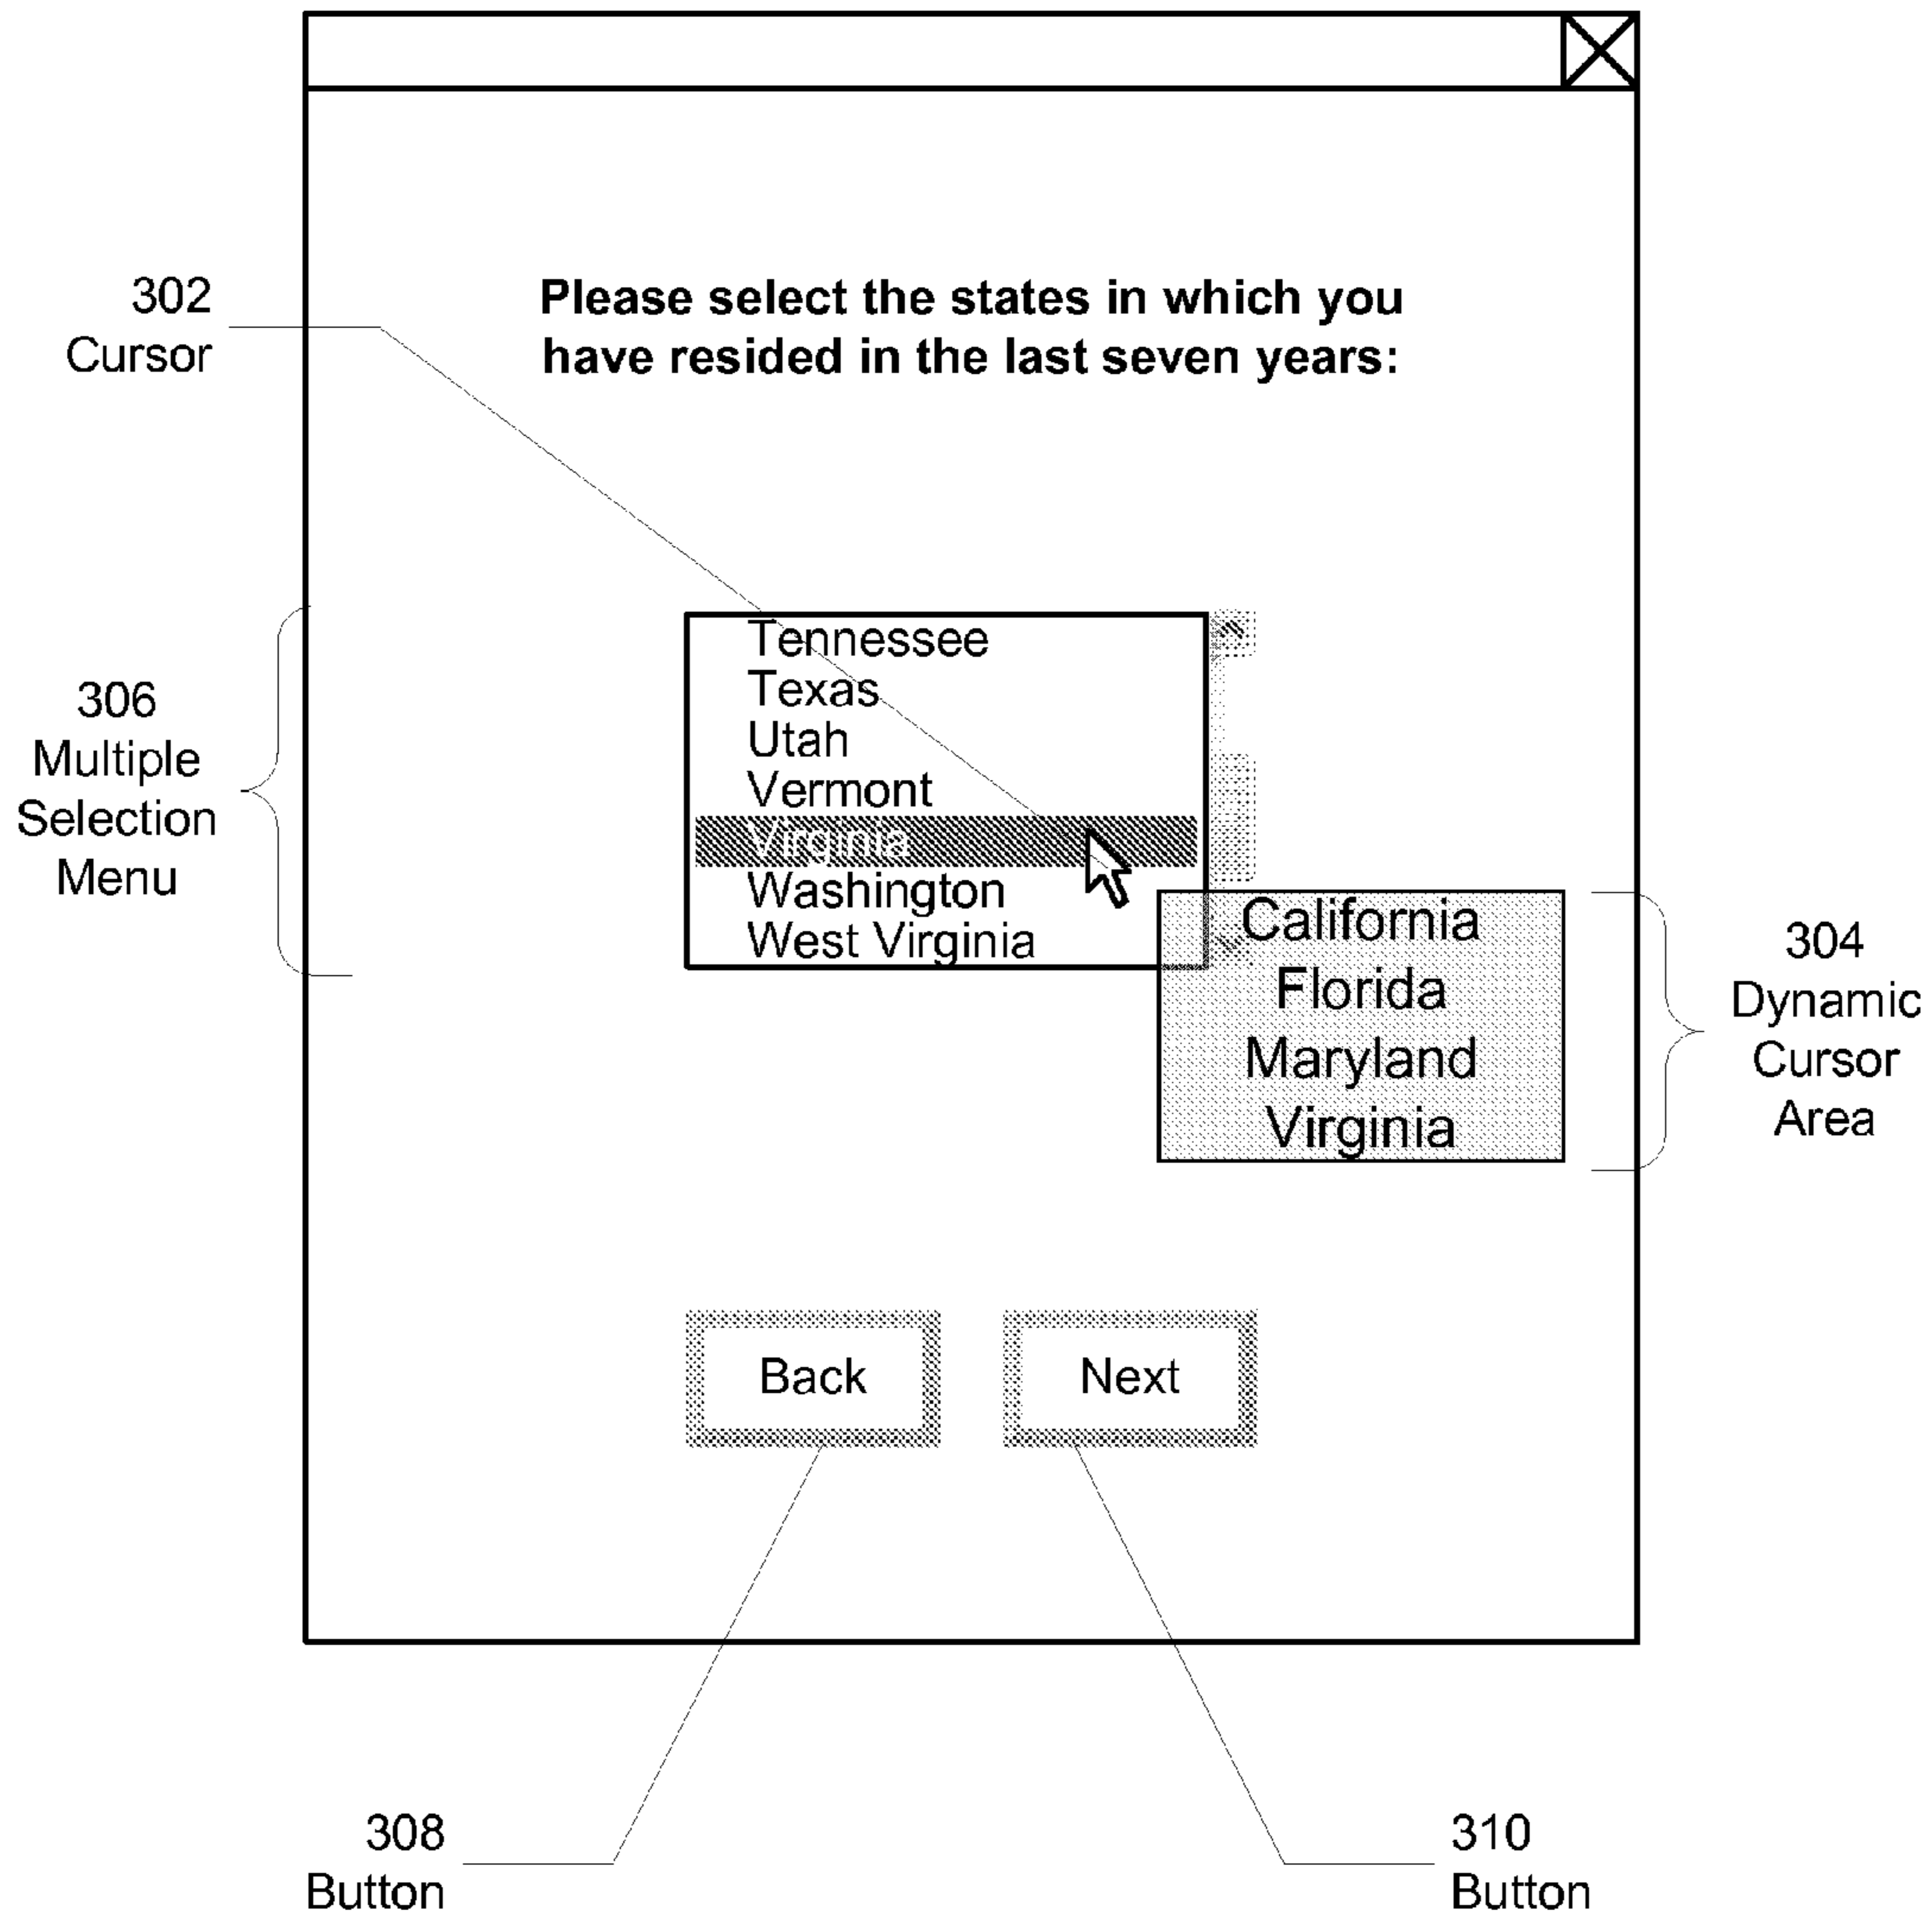 302
Cursor
Please select the states in which you
have resided in the last seven years:
306
Multiple
Selection
Menu
Tennessee
Texas
Utah
Vermont
Virginia
Washington
West Virginia
California
Florida
Maryland
Virginia
304
Dynamic
Cursor
Area
Back
Next
308
Button
310
Button